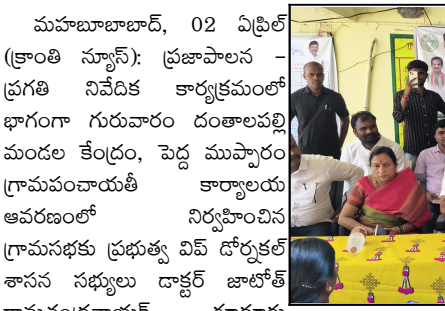 మహబూబాబాద్, 02 ఏప్రిల్
(క్రాంతి న్యూస్): ప్రజాపాలన –
ప్రగతి నివేదిక కార్యక్రమంలో
భాగంగా గురువారం దంతాలపల్లి
మండల కేంద్రం, పెద్ద ముప్పారం
గ్రామపంచాయతీ కార్యాలయ
ఆవరణంలో నిర్వహించిన
గ్రామసభకు ప్రభుత్వ విప్ డోర్నకల్
శాసన సభ్యులు డాక్టర్ జాటోత్